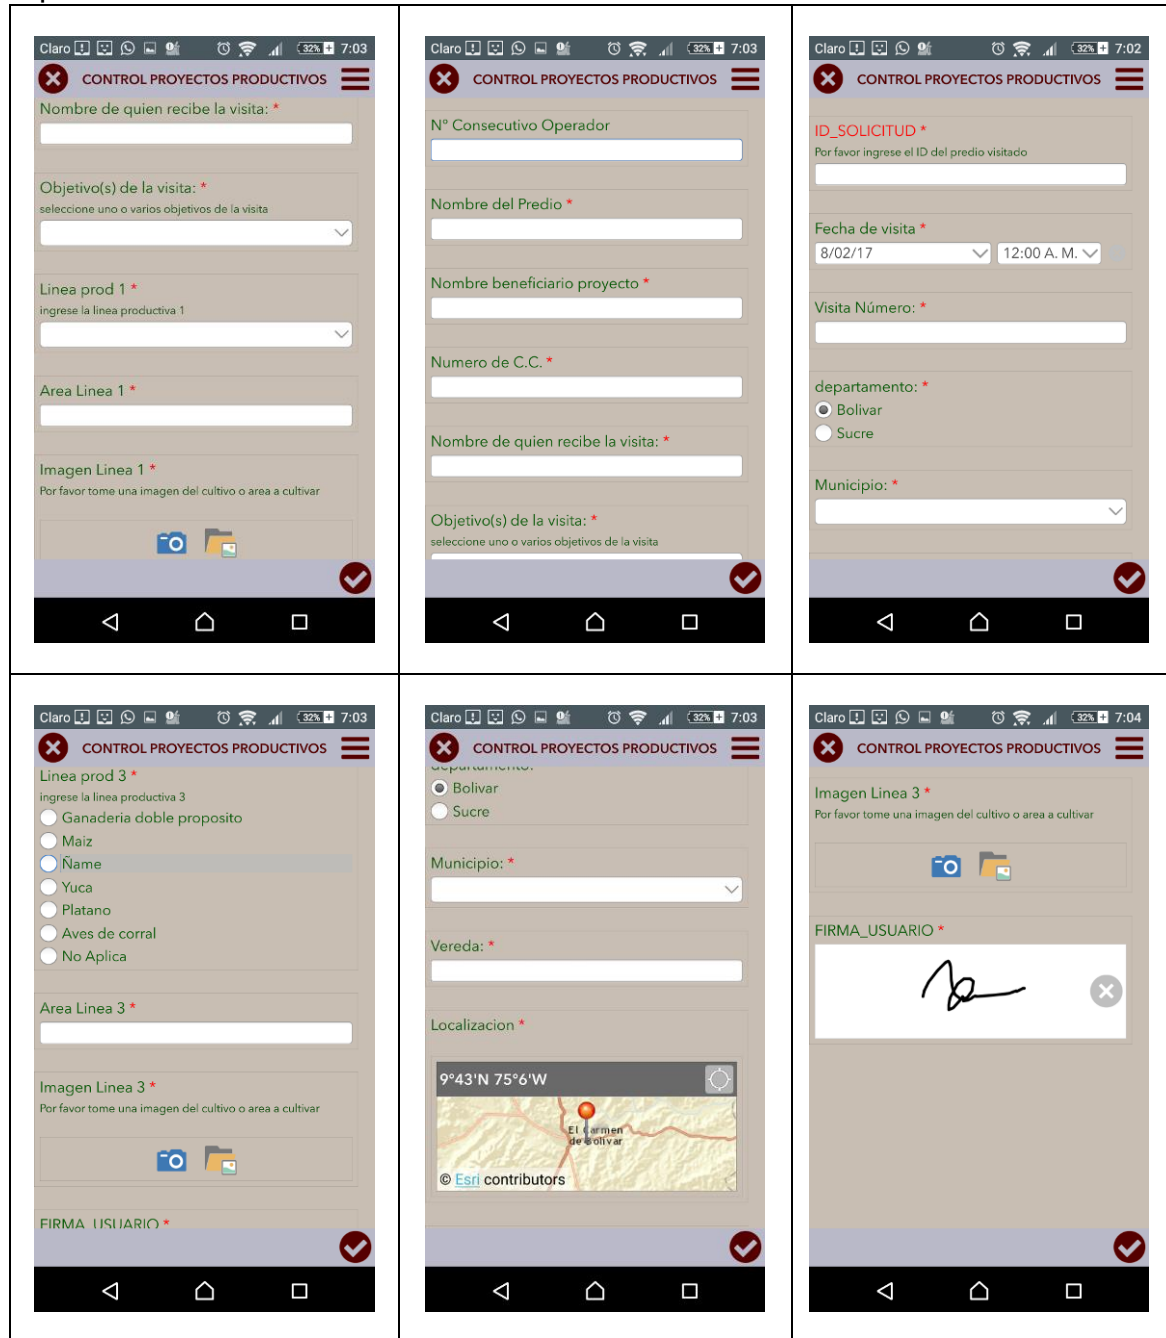 Claro 32% 7:03
CONTROL PROYECTOS PRODUCTIVOS
Nombre de quien recibe la visita: *
Objetivo(s) de la visita: *
seleccione uno o varios objetivos de la visita
Linea prod 1 *
ingrese la linea productiva 1
Area Linea 1 *
Imagen Linea 1 *
Por favor tome una imagen del cultivo o area a cultivar
Claro 32% 7:03
CONTROL PROYECTOS PRODUCTIVOS
Nº Consecutivo Operador
Nombre del Predio *
Nombre beneficiario proyecto *
Numero de C.C. *
Nombre de quien recibe la visita: *
Objetivo(s) de la visita: *
seleccione uno o varios objetivos de la visita
Claro 32% 7:02
CONTROL PROYECTOS PRODUCTIVOS
ID_SOLICITUD *
Por favor ingrese el ID del predio visitado
Fecha de visita *
8/02/17 12:00 A. M.
Visita Número: *
departamento: *
Bolivar
Sucre
Municipio: *
Claro 32% 7:03
CONTROL PROYECTOS PRODUCTIVOS
Linea prod 3 *
ingrese la linea productiva 3
Ganaderia doble proposito
Maiz
Ñame
Yuca
Platano
Aves de corral
No Aplica
Area Linea 3 *
Imagen Linea 3 *
Por favor tome una imagen del cultivo o area a cultivar
FIRMA_USUARIO *
Claro 32% 7:03
CONTROL PROYECTOS PRODUCTIVOS
departamento:
Bolivar
Sucre
Municipio: *
Vereda: *
Localizacion *
9°43'N 75°6'W
El Carmen
de Bolivar
© Esri contributors
Claro 32% 7:04
CONTROL PROYECTOS PRODUCTIVOS
Imagen Linea 3 *
Por favor tome una imagen del cultivo o area a cultivar
FIRMA_USUARIO *